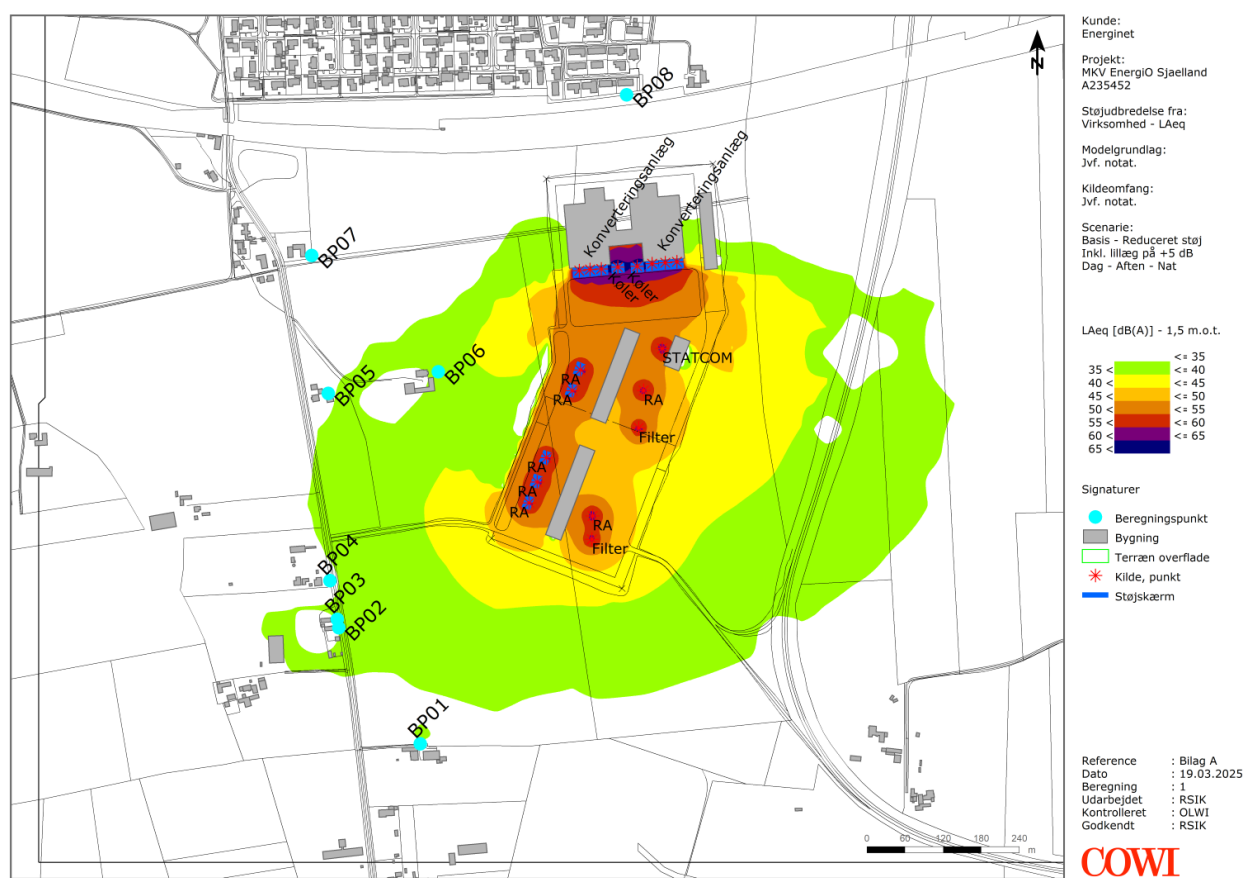 Kunde:
Energinet
Projekt:
MKV EnergiO Sjaelland
A235452
Støjudbredelse fra:
Virksomhed - LAeq
Modelgrundlag:
Jvf. notat.
Kildeomfang:
Jvf. notat.
Scenarie:
Basis - Reduceret støj
Inkl. lillæg på +5 dB
Dag - Aften - Nat
LAeq [dB(A)] - 1,5 m.o.t.
<= 35
35 < <= 40
40 < <= 45
45 < <= 50
50 < <= 55
55 < <= 60
60 < <= 65
65 <
Signaturer
Beregningspunkt
Bygning
Terræn overflade
Kilde, punkt
Støjskærm
Reference : Bilag A
Dato : 19.03.2025
Beregning : 1
Udarbejdet : RSIK
Kontrolleret : OLWI
Godkendt : RSIK
COWI
N
BP08
Konverteringsanlæg
Konverteringsanlæg
BP07
Køler
Køler
STATCOM
BP06
BP05
RA
RA
RA
Filter
RA
RA
RA
RA
Filter
BP04
BP03
BP02
BP01
0 60 120 180 240
m